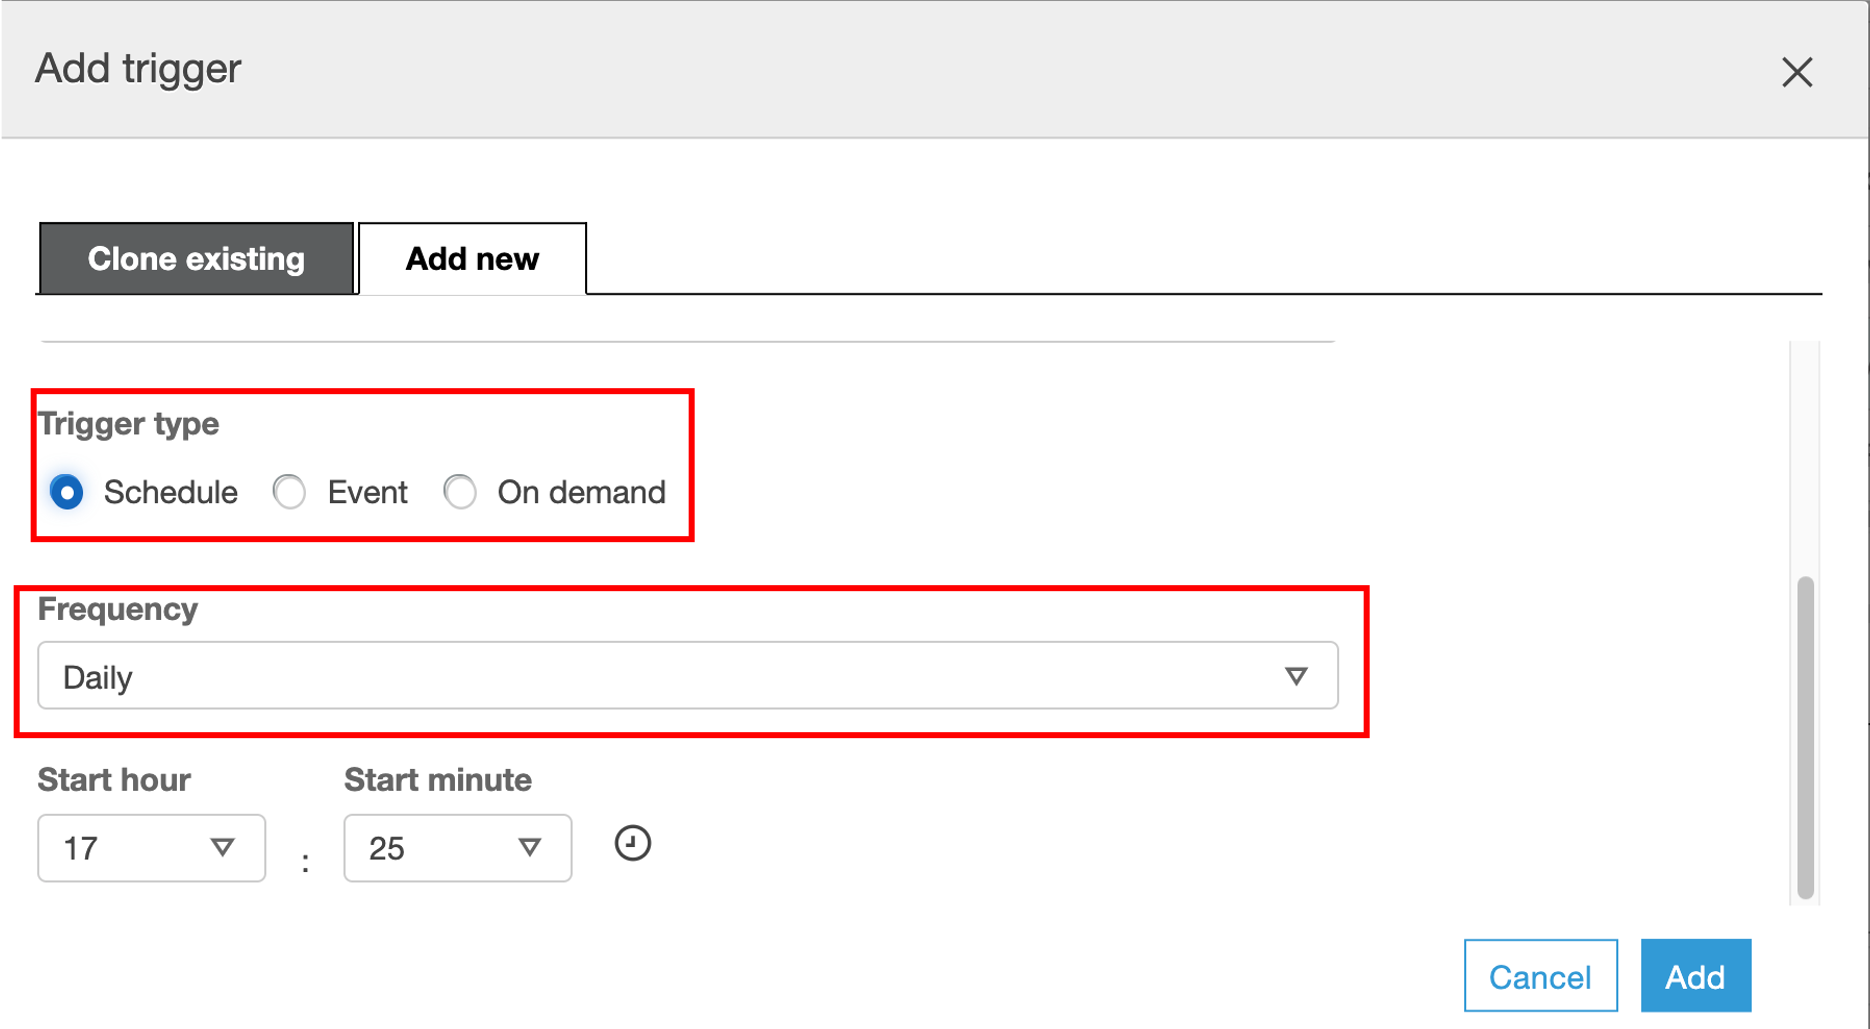 Add trigger
Clone existing
Add new
Trigger type
Schedule Event On demand
Frequency
Daily
Start hour Start minute
17 : 25
Cancel Add